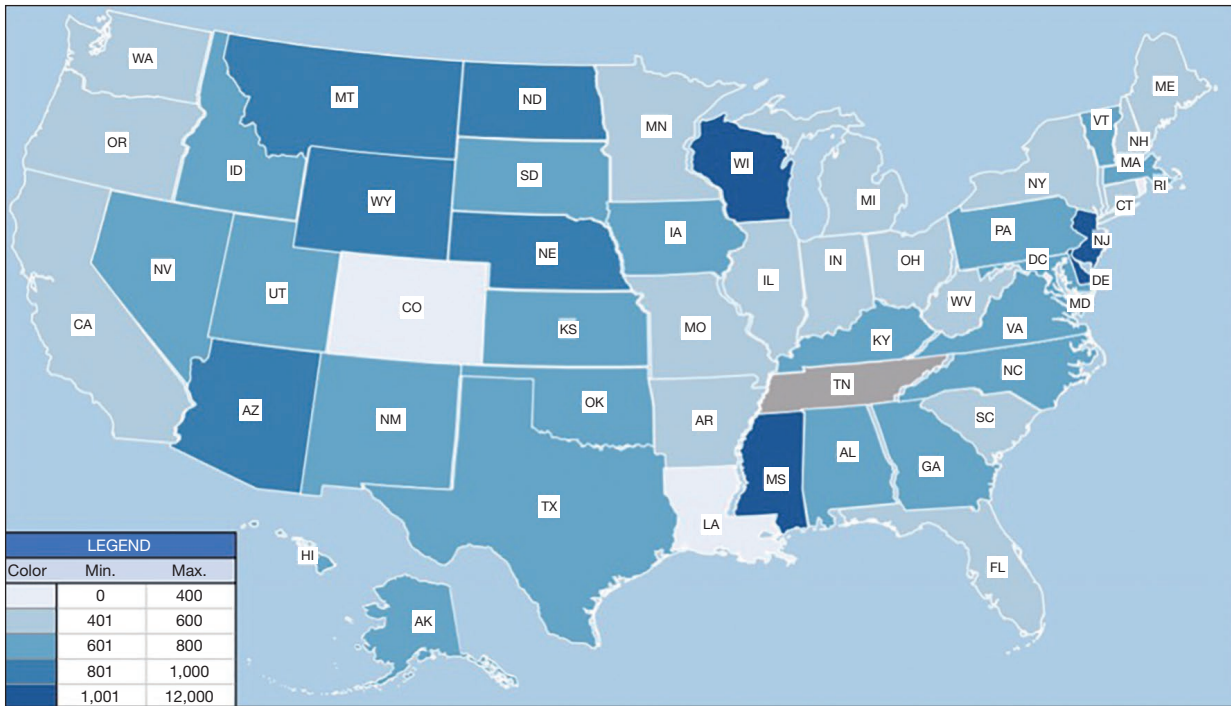 WA
MT
ND
MN
ME
VT
NH
OR
ID
SD
WI
MI
NY
MA
RI
CT
WY
IA
PA
NJ
NV
UT
NE
IL
IN
OH
DC
DE
MD
CA
CO
KS
MO
KY
WV
VA
AZ
NM
OK
AR
TN
NC
SC
TX
LA
MS
AL
GA
FL
HI
AK
LEGEND
Color Min. Max.
0 400
401 600
601 800
801 1,000
1,001 12,000